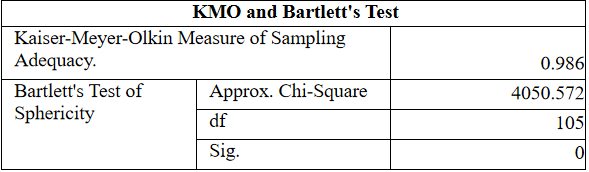 KMO and Bartlett's Test
Kaiser-Meyer-Olkin Measure of Sampling
Adequacy. 0.986
Bartlett's Test of Approx. Chi-Square 4050.572
Sphericity df 105
Sig. 0